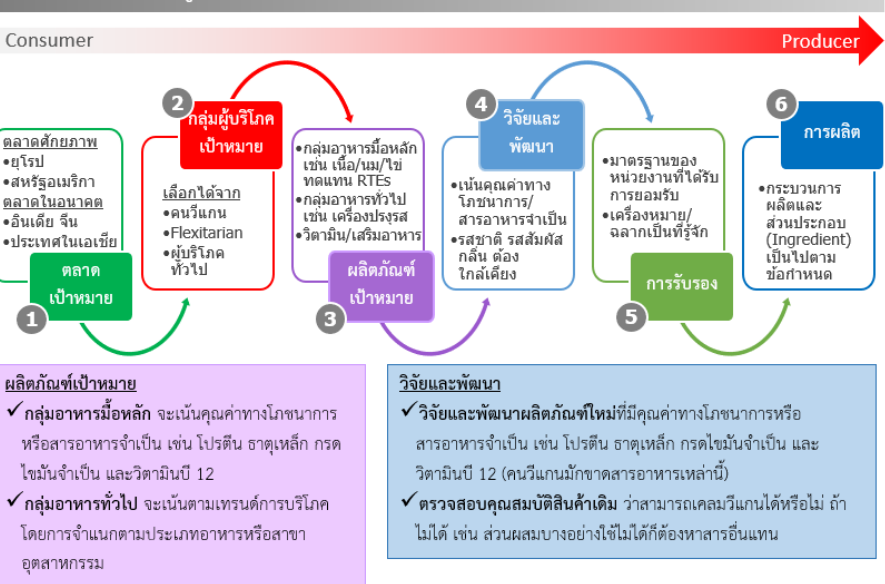 Consumer
Producer
1
ตลาดศักยภาพ
•ยุโรป
•สหรัฐอเมริกา
ตลาดในอนาคต
•อินเดีย จีน
•ประเทศในเอเชีย
ตลาด
เป้าหมาย
2
กลุ่มผู้บริโภค
เป้าหมาย
เลือกได้จาก
•คนวีแกน
•Flexitarian
•ผู้บริโภค
ทั่วไป
3
•กลุ่มอาหารมื้อหลัก
เช่น เนื้อ/นม/ไข่
ทดแทน RTEs
•กลุ่มอาหารทั่วไป
เช่น เครื่องปรุงรส
•วิตามิน/เสริมอาหาร
ผลิตภัณฑ์
เป้าหมาย
4
วิจัยและ
พัฒนา
•เน้นคุณค่าทาง
โภชนาการ/
สารอาหารจำเป็น
•รสชาติ รสสัมผัส
กลิ่น ต้อง
ใกล้เคียง
5
•มาตรฐานของ
หน่วยงานที่ได้รับ
การยอมรับ
•เครื่องหมาย/
ฉลากเป็นที่รู้จัก
การรับรอง
6
การผลิต
•กระบวนการ
ผลิตและ
ส่วนประกอบ
(Ingredient)
เป็นไปตาม
ข้อกำหนด
ผลิตภัณฑ์เป้าหมาย
✓กลุ่มอาหารมื้อหลัก จะเน้นคุณค่าทางโภชนาการ
หรือสารอาหารจำเป็น เช่น โปรตีน ธาตุเหล็ก กรด
ไขมันจำเป็น และวิตามินบี 12
✓กลุ่มอาหารทั่วไป จะเน้นตามเทรนด์การบริโภค
โดยการจำแนกตามประเภทอาหารหรือสาขา
อุตสาหกรรม
วิจัยและพัฒนา
✓วิจัยและพัฒนาผลิตภัณฑ์ใหม่ที่มีคุณค่าทางโภชนาการหรือ
สารอาหารจำเป็น เช่น โปรตีน ธาตุเหล็ก กรดไขมันจำเป็น และ
วิตามินบี 12 (คนวีแกนมักขาดสารอาหารเหล่านี้)
✓ตรวจสอบคุณสมบัติสินค้าเดิม ว่าสามารถเคลมวีแกนได้หรือไม่ ถ้า
ไม่ได้ เช่น ส่วนผสมบางอย่างใช้ไม่ได้ก็ต้องหาสารอื่นแทน